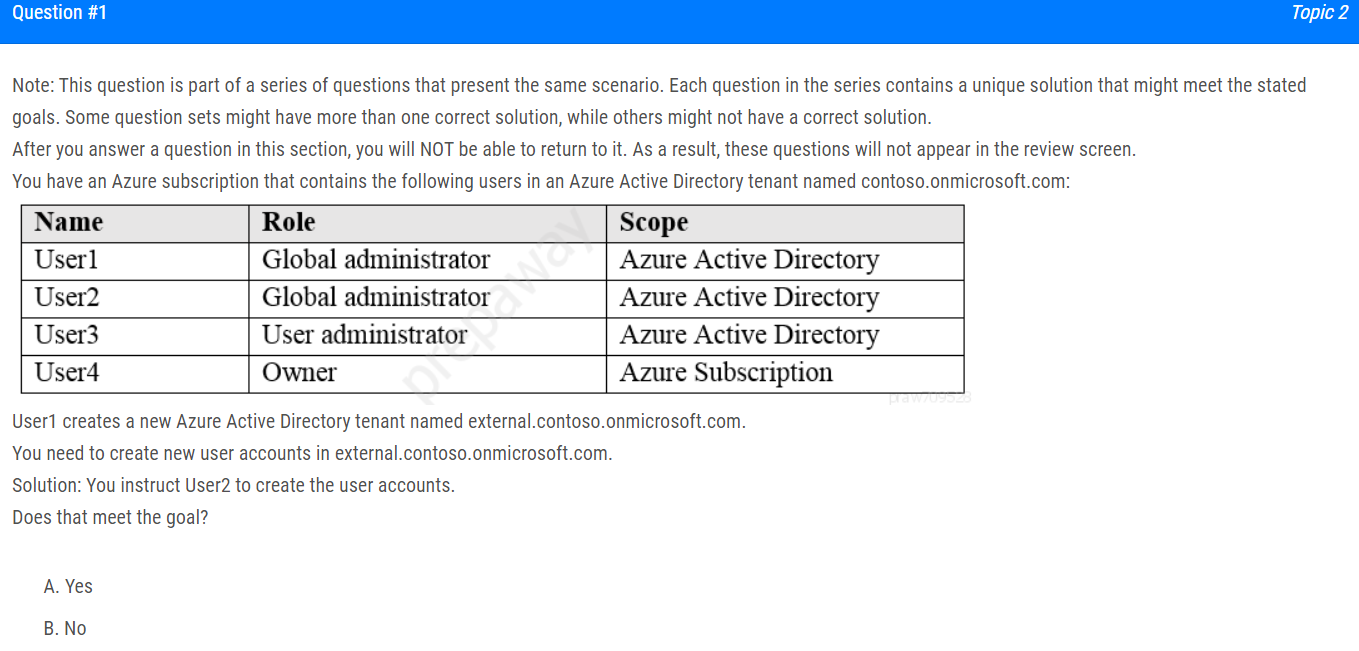 Question #1 Topic 2
Note: This question is part of a series of questions that present the same scenario. Each question in the series contains a unique solution that might meet the stated
goals. Some question sets might have more than one correct solution, while others might not have a correct solution.
After you answer a question in this section, you will NOT be able to return to it. As a result, these questions will not appear in the review screen.
You have an Azure subscription that contains the following users in an Azure Active Directory tenant named contoso.onmicrosoft.com:
Name Role Scope
User1 Global administrator Azure Active Directory
User2 Global administrator Azure Active Directory
User3 User administrator Azure Active Directory
User4 Owner Azure Subscription
prepaway
User1 creates a new Azure Active Directory tenant named external.contoso.onmicrosoft.com.
You need to create new user accounts in external.contoso.onmicrosoft.com.
Solution: You instruct User2 to create the user accounts.
Does that meet the goal?
A. Yes
B. No